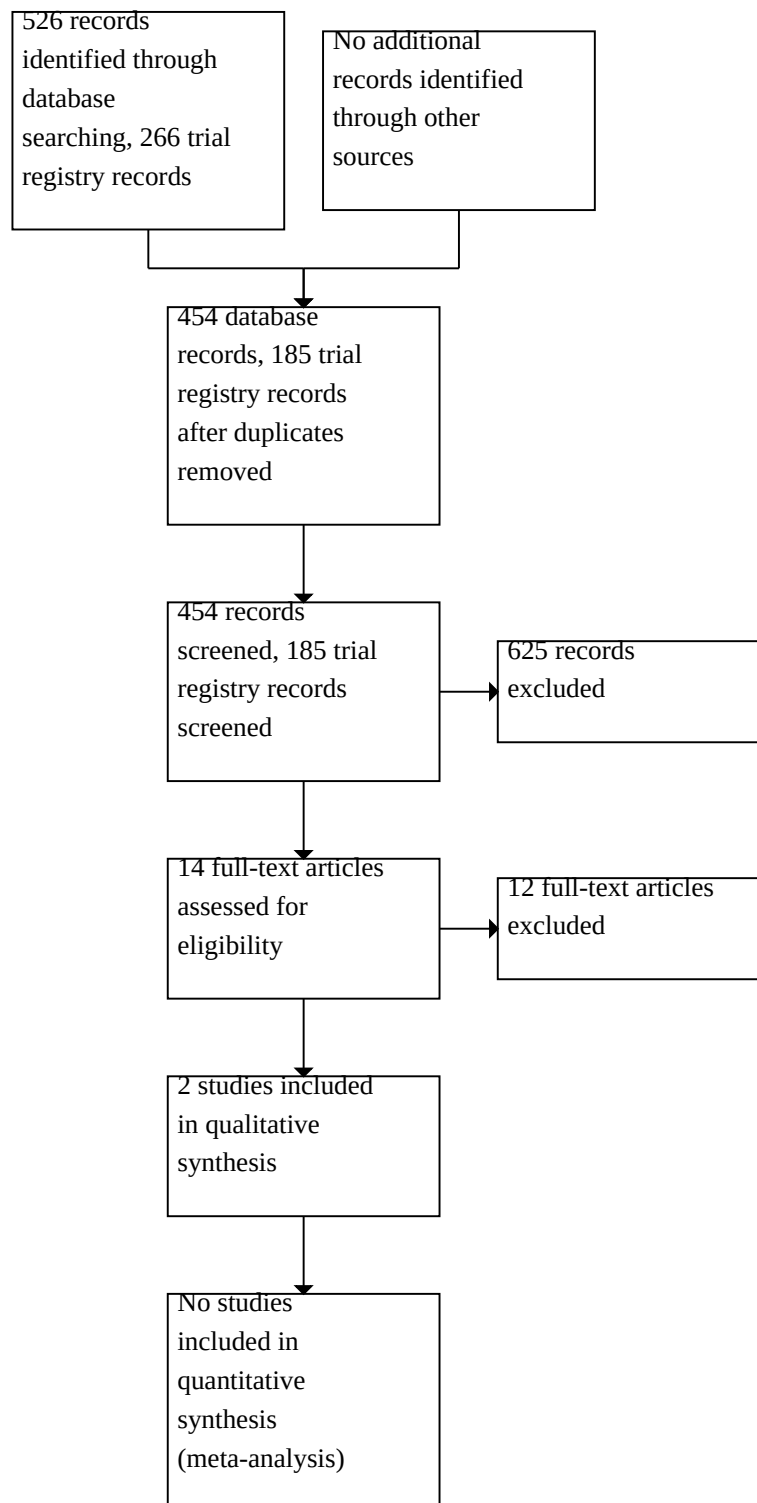 526 records
identified through
database
searching, 266 trial
registry records
No additional
records identified
through other
sources
454 database
records, 185 trial
registry records
after duplicates
removed
454 records
screened, 185 trial
registry records
screened
625 records
excluded
14 full-text articles
assessed for
eligibility
12 full-text articles
excluded
2 studies included
in qualitative
synthesis
No studies
included in
quantitative
synthesis
(meta-analysis)